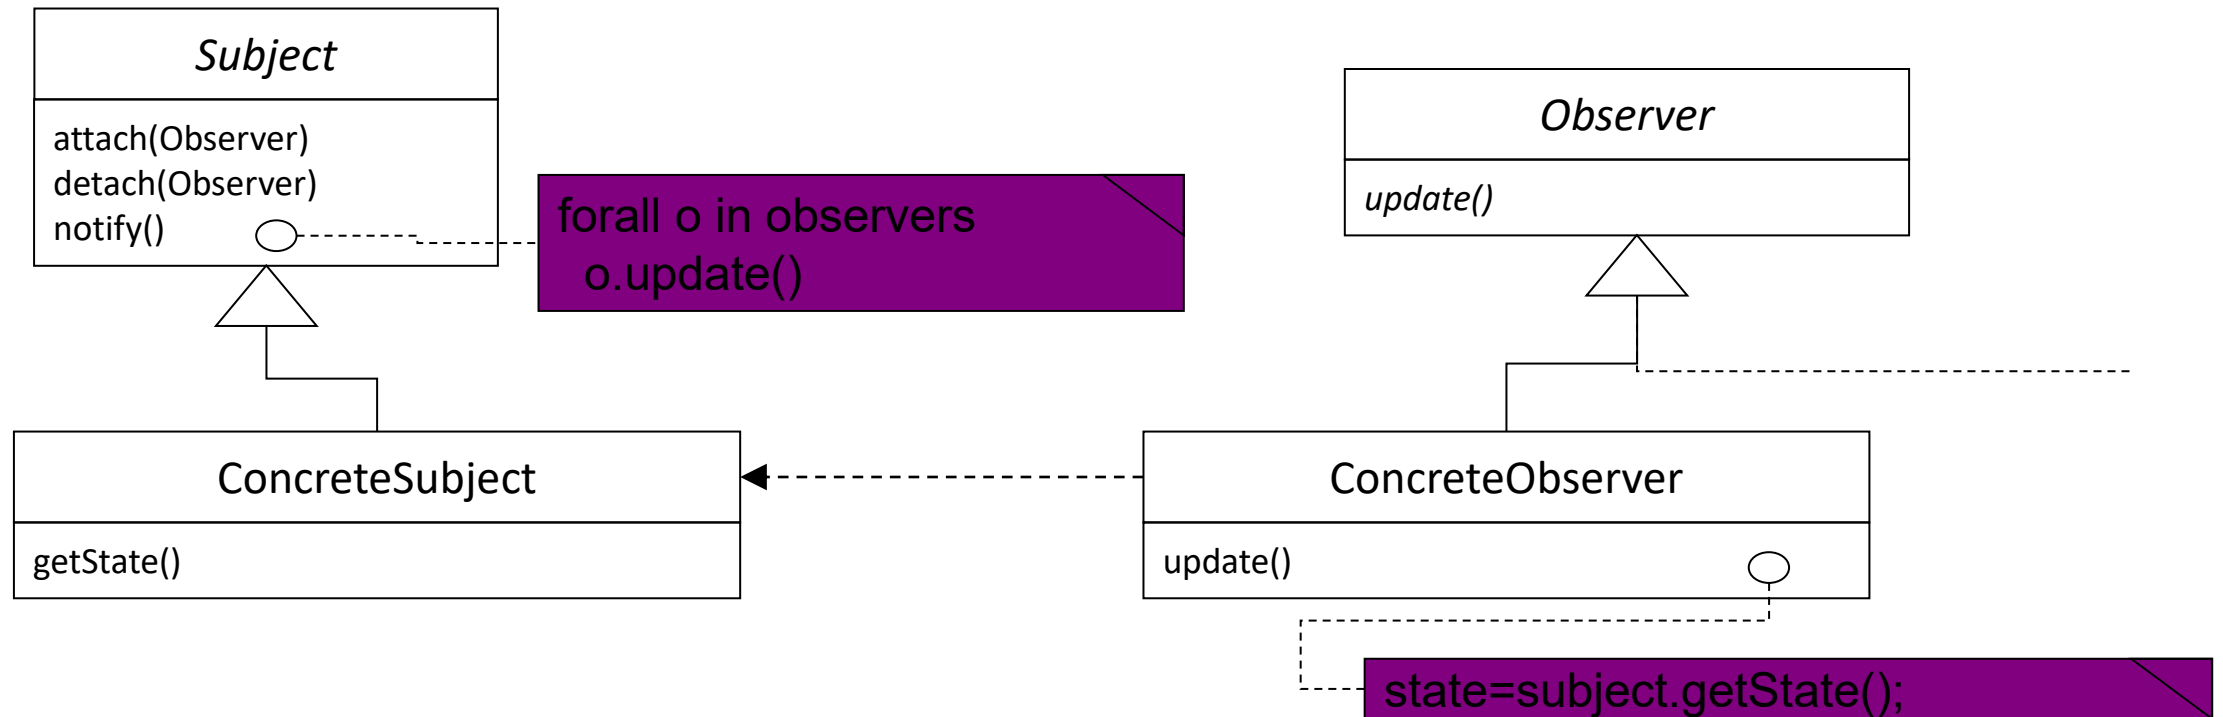 Subject
attach(Observer)
detach(Observer)
notify()
forall o in observers
o.update()
Observer
update()
ConcreteSubject
getState()
ConcreteObserver
update()
state=subject.getState();